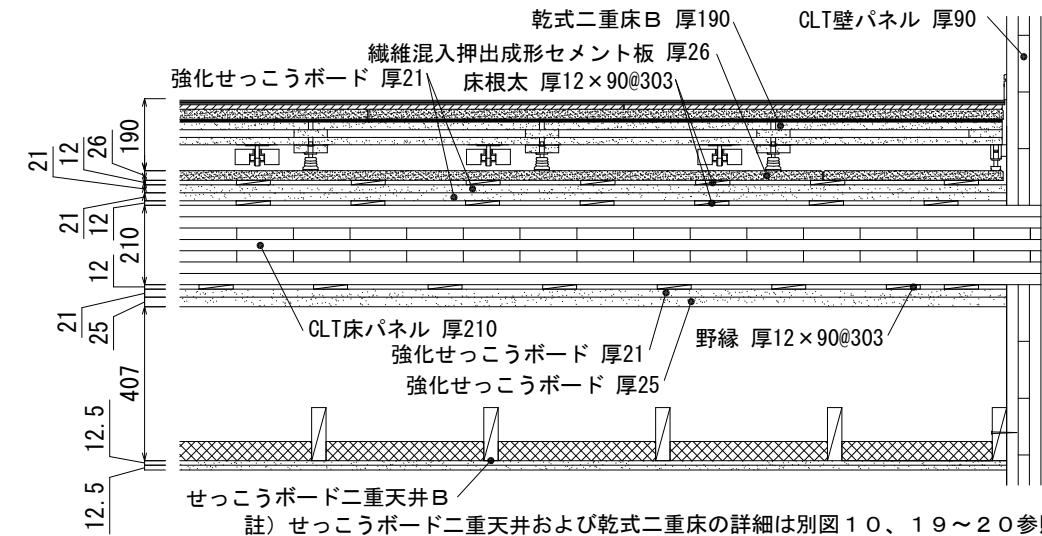 乾式二重床B 厚190
CLT壁パネル 厚90
繊維混入押出成形セメント板 厚26
強化せっこうボード 厚21
床根太 厚12×90@303
190
26
12
21
21
12
210
12
21
25
CLT床パネル 厚210
野縁 厚12×90@303
強化せっこうボード 厚21
強化せっこうボード 厚25
407
12.5
12.5
せっこうボード二重天井B
註）せっこうボード二重天井および乾式二重床の詳細は別図１０、１９～２０参